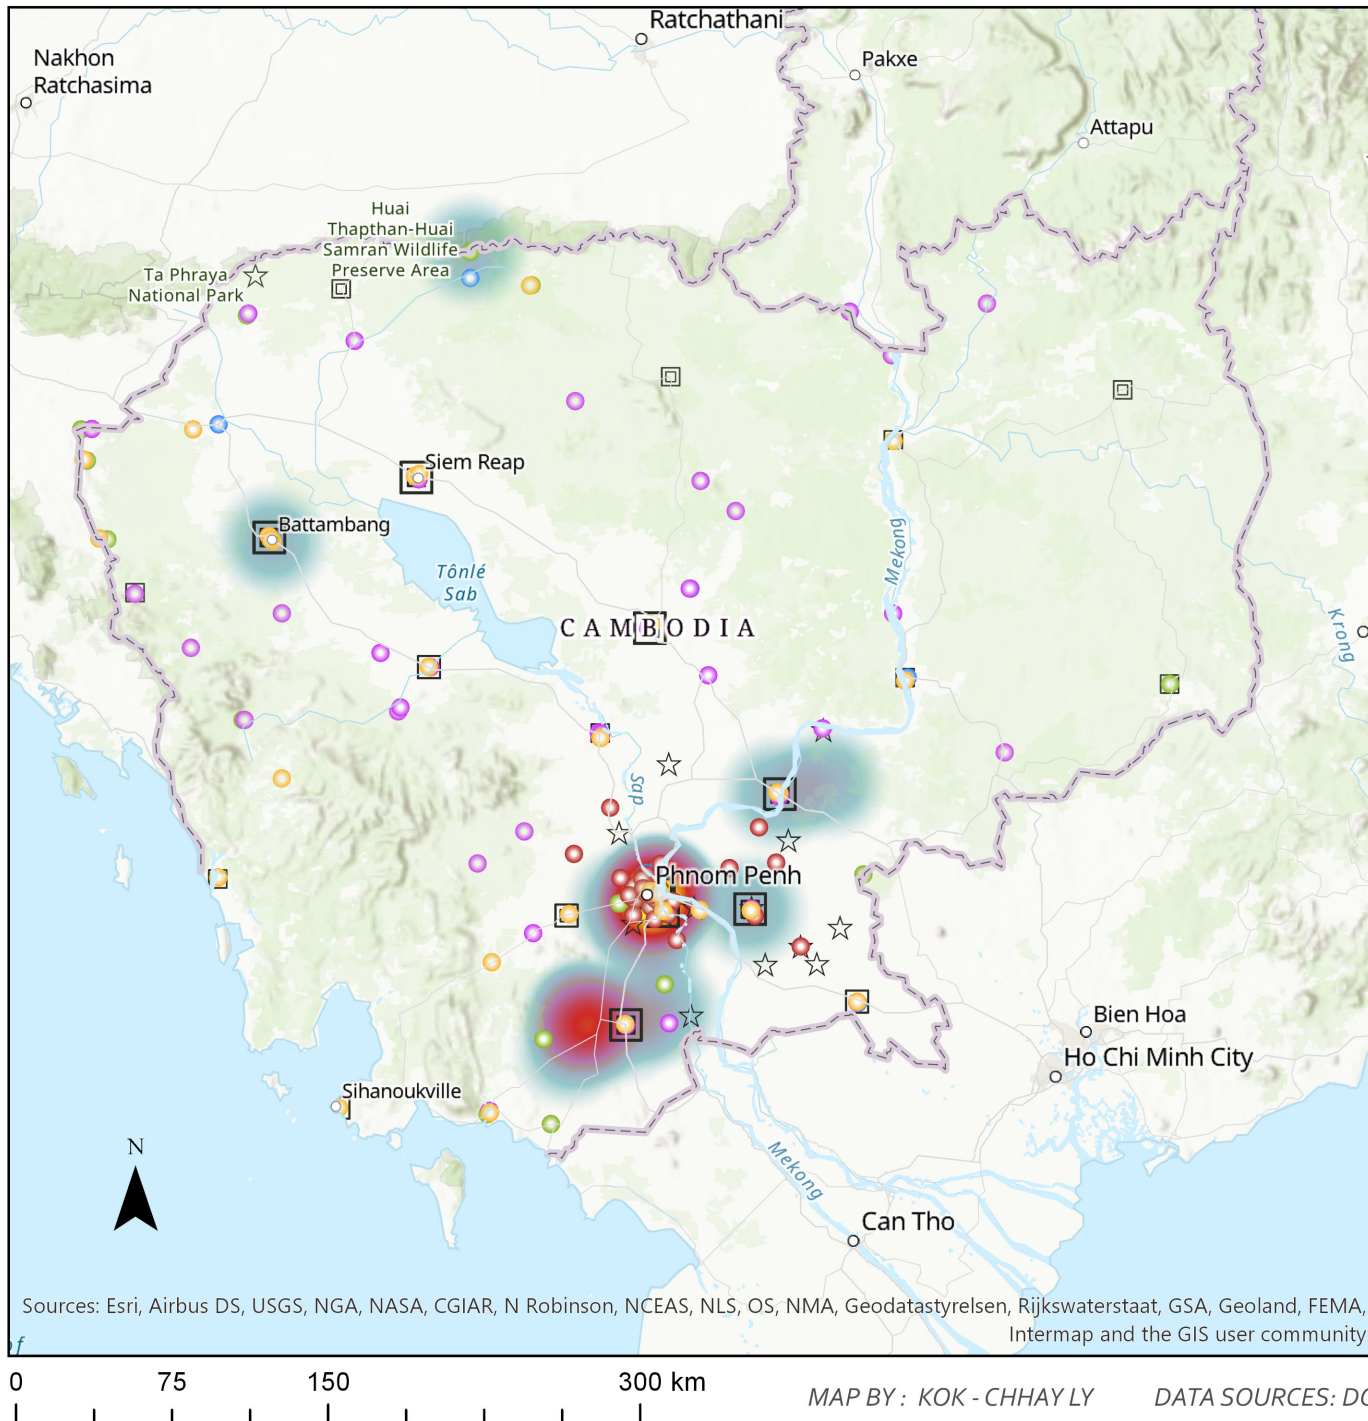 Ratchathani
Nakhon
Ratchasima
Pakxe
Attapu
Huai
Thapthan-Huai
Samran Wildlife
Preserve Area
Ta Phraya
National Park
Siem Reap
Battambang
Tônlé
Sab
Mekong
CAMBODIA
Krong
Sap
Phnom Penh
Bien Hoa
Ho Chi Minh City
Sihanoukville
N
Mekong
Can Tho
Sources: Esri, Airbus DS, USGS, NGA, NASA, CGIAR, N Robinson, NCEAS, NLS, OS, NMA, Geodatastyrelsen, Rijkswaterstaat, GSA, Geoland, FEMA,
Intermap and the GIS user community
0 75 150 300 km
MAP BY : KOK - CHHAY LY DATA SOURCES: